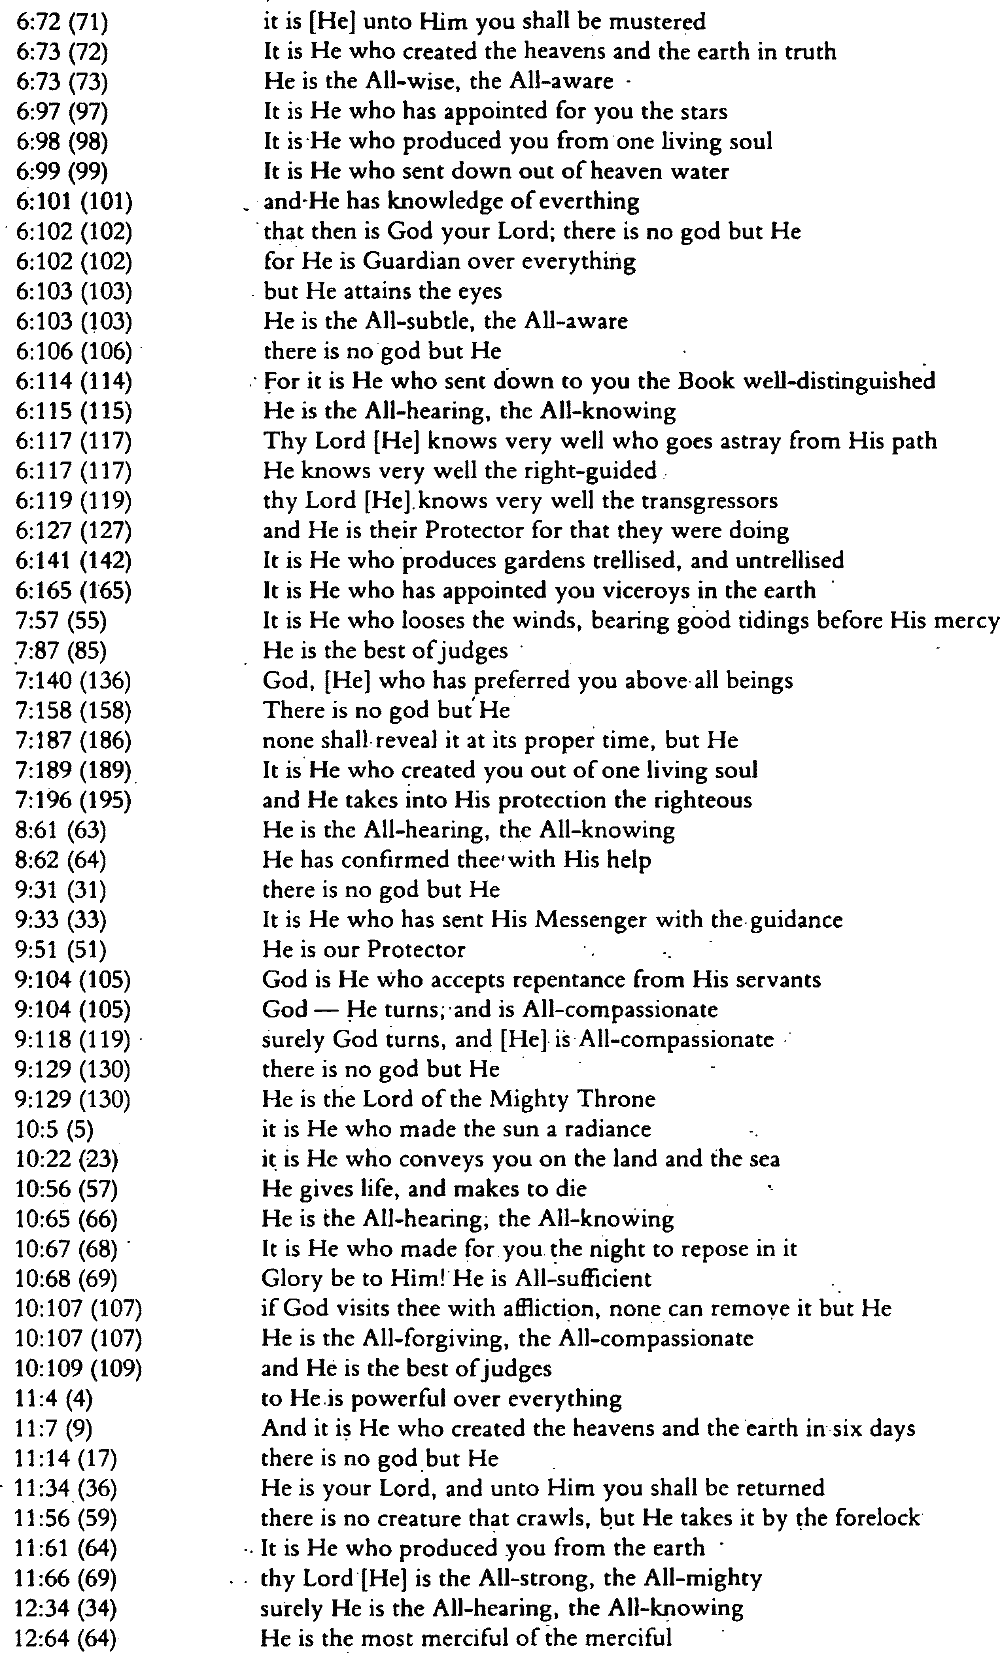 6:72 (71) it is [He] unto Him you shall be mustered
6:73 (72) It is He who created the heavens and the earth in truth
6:73 (73) He is the All-wise, the All-aware
6:97 (97) It is He who has appointed for you the stars
6:98 (98) It is He who produced you from one living soul
6:99 (99) It is He who sent down out of heaven water
6:101 (101) and He has knowledge of everthing
6:102 (102) that then is God your Lord; there is no god but He
6:102 (102) for He is Guardian over everything
6:103 (103) but He attains the eyes
6:103 (103) He is the All-subtle, the All-aware
6:106 (106) there is no god but He
6:114 (114) For it is He who sent down to you the Book well-distinguished
6:115 (115) He is the All-hearing, the All-knowing
6:117 (117) Thy Lord [He] knows very well who goes astray from His path
6:117 (117) He knows very well the right-guided
6:119 (119) thy Lord [He] knows very well the transgressors
6:127 (127) and He is their Protector for that they were doing
6:141 (142) It is He who produces gardens trellised, and untrellised
6:165 (165) It is He who has appointed you viceroys in the earth
7:57 (55) It is He who looses the winds, bearing good tidings before His mercy
7:87 (85) He is the best of judges
7:140 (136) God, [He] who has preferred you above all beings
7:158 (158) There is no god but He
7:187 (186) none shall reveal it at its proper time, but He
7:189 (189) It is He who created you out of one living soul
7:196 (195) and He takes into His protection the righteous
8:61 (63) He is the All-hearing, the All-knowing
8:62 (64) He has confirmed thee with His help
9:31 (31) there is no god but He
9:33 (33) It is He who has sent His Messenger with the guidance
9:51 (51) He is our Protector
9:104 (105) God is He who accepts repentance from His servants
9:104 (105) God — He turns, and is All-compassionate
9:118 (119) surely God turns, and [He] is All-compassionate
9:129 (130) there is no god but He
9:129 (130) He is the Lord of the Mighty Throne
10:5 (5) it is He who made the sun a radiance
10:22 (23) it is He who conveys you on the land and the sea
10:56 (57) He gives life, and makes to die
10:65 (66) He is the All-hearing, the All-knowing
10:67 (68) It is He who made for you the night to repose in it
10:68 (69) Glory be to Him! He is All-sufficient
10:107 (107) if God visits thee with affliction, none can remove it but He
10:107 (107) He is the All-forgiving, the All-compassionate
10:109 (109) and He is the best of judges
11:4 (4) to He is powerful over everything
11:7 (9) And it is He who created the heavens and the earth in six days
11:14 (17) there is no god but He
11:34 (36) He is your Lord, and unto Him you shall be returned
11:56 (59) there is no creature that crawls, but He takes it by the forelock
11:61 (64) It is He who produced you from the earth
11:66 (69) thy Lord [He] is the All-strong, the All-mighty
12:34 (34) surely He is the All-hearing, the All-knowing
12:64 (64) He is the most merciful of the merciful